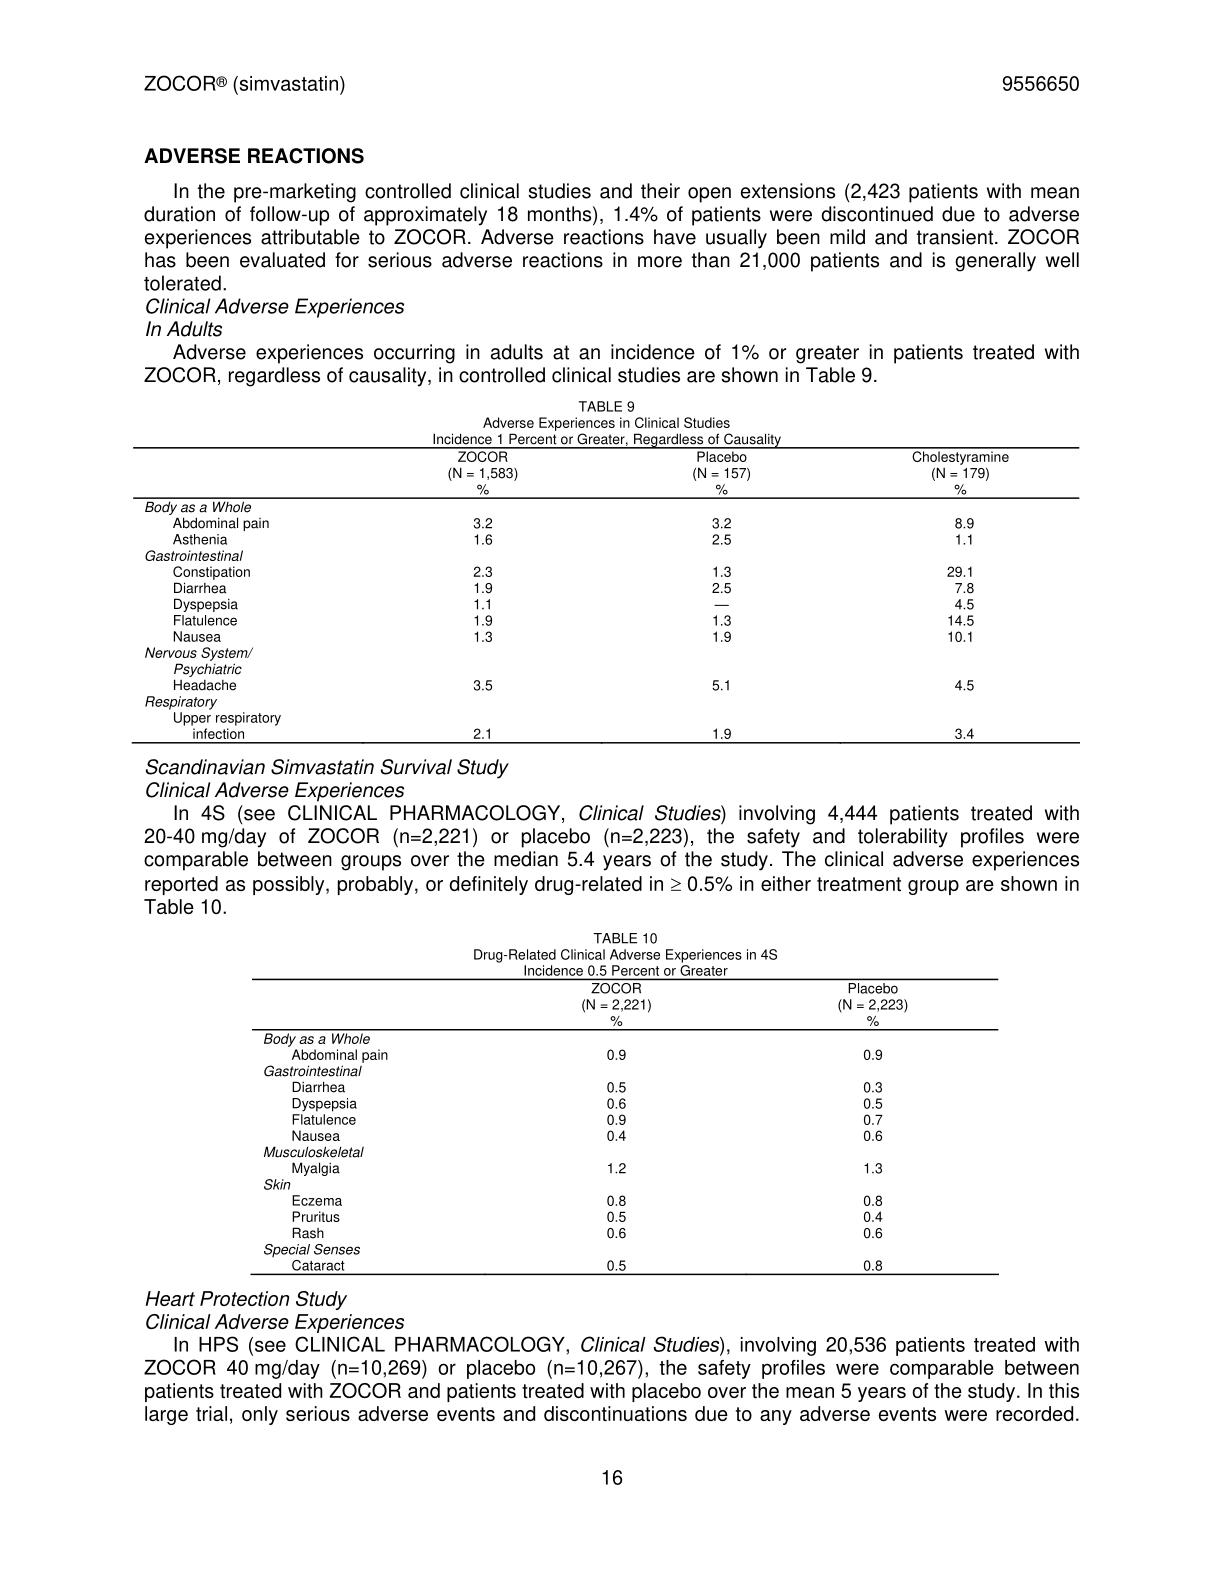 ZOCOR® (simvastatin) 9556650
ADVERSE REACTIONS
In the pre-marketing controlled clinical studies and their open extensions (2,423 patients with mean
duration of follow-up of approximately 18 months), 1.4% of patients were discontinued due to adverse
experiences attributable to ZOCOR. Adverse reactions have usually been mild and transient. ZOCOR
has been evaluated for serious adverse reactions in more than 21,000 patients and is generally well
tolerated.
Clinical Adverse Experiences
In Adults
Adverse experiences occurring in adults at an incidence of 1% or greater in patients treated with
ZOCOR, regardless of causality, in controlled clinical studies are shown in Table 9.
TABLE 9
Adverse Experiences in Clinical Studies
Incidence 1 Percent or Greater, Regardless of Causality
ZOCOR Placebo Cholestyramine
(N = 1,583) (N = 157) (N = 179)
% % %
Body as a Whole
Abdominal pain 3.2 3.2 8.9
Asthenia 1.6 2.5 1.1
Gastrointestinal
Constipation 2.3 1.3 29.1
Diarrhea 1.9 2.5 7.8
Dyspepsia 1.1 — 4.5
Flatulence 1.9 1.3 14.5
Nausea 1.3 1.9 10.1
Nervous System/
Psychiatric
Headache 3.5 5.1 4.5
Respiratory
Upper respiratory
infection 2.1 1.9 3.4
Scandinavian Simvastatin Survival Study
Clinical Adverse Experiences
In 4S (see CLINICAL PHARMACOLOGY, Clinical Studies) involving 4,444 patients treated with
20-40 mg/day of ZOCOR (n=2,221) or placebo (n=2,223), the safety and tolerability profiles were
comparable between groups over the median 5.4 years of the study. The clinical adverse experiences
reported as possibly, probably, or definitely drug-related in ≥ 0.5% in either treatment group are shown in
Table 10.
TABLE 10
Drug-Related Clinical Adverse Experiences in 4S
Incidence 0.5 Percent or Greater
ZOCOR Placebo
(N = 2,221) (N = 2,223)
% %
Body as a Whole
Abdominal pain 0.9 0.9
Gastrointestinal
Diarrhea 0.5 0.3
Dyspepsia 0.6 0.5
Flatulence 0.9 0.7
Nausea 0.4 0.6
Musculoskeletal
Myalgia 1.2 1.3
Skin
Eczema 0.8 0.8
Pruritus 0.5 0.4
Rash 0.6 0.6
Special Senses
Cataract 0.5 0.8
Heart Protection Study
Clinical Adverse Experiences
In HPS (see CLINICAL PHARMACOLOGY, Clinical Studies), involving 20,536 patients treated with
ZOCOR 40 mg/day (n=10,269) or placebo (n=10,267), the safety profiles were comparable between
patients treated with ZOCOR and patients treated with placebo over the mean 5 years of the study. In this
large trial, only serious adverse events and discontinuations due to any adverse events were recorded.
16